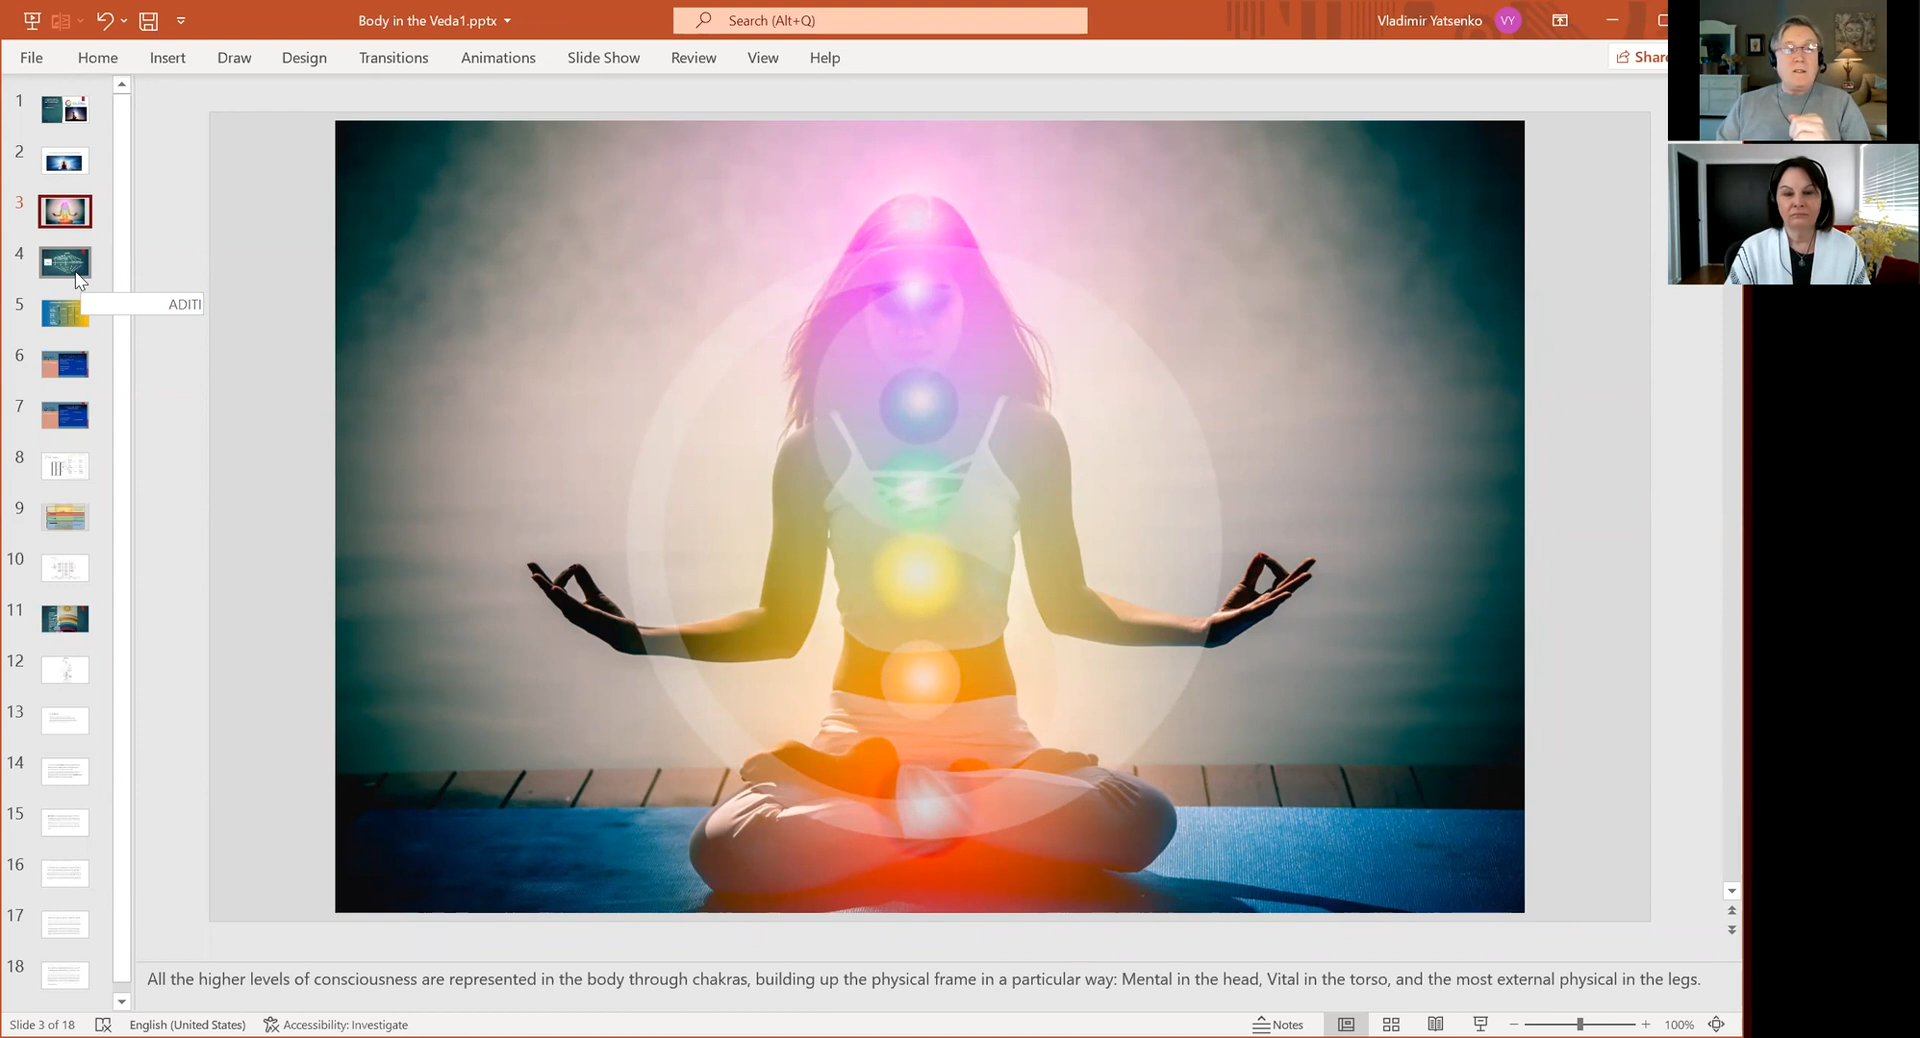 Body in the Veda1.pptx
Search (Alt+Q)
Vladimir Yatsenko
VY
File Home Insert Draw Design Transitions Animations Slide Show Review View Help
Share
1
2
3
4
ADITI
5
6
7
8
9
10
11
12
13
14
15
16
17
18
All the higher levels of consciousness are represented in the body through chakras, building up the physical frame in a particular way: Mental in the head, Vital in the torso, and the most external physical in the legs.
Slide 3 of 18 English (United States) Accessibility: Investigate Notes 100%